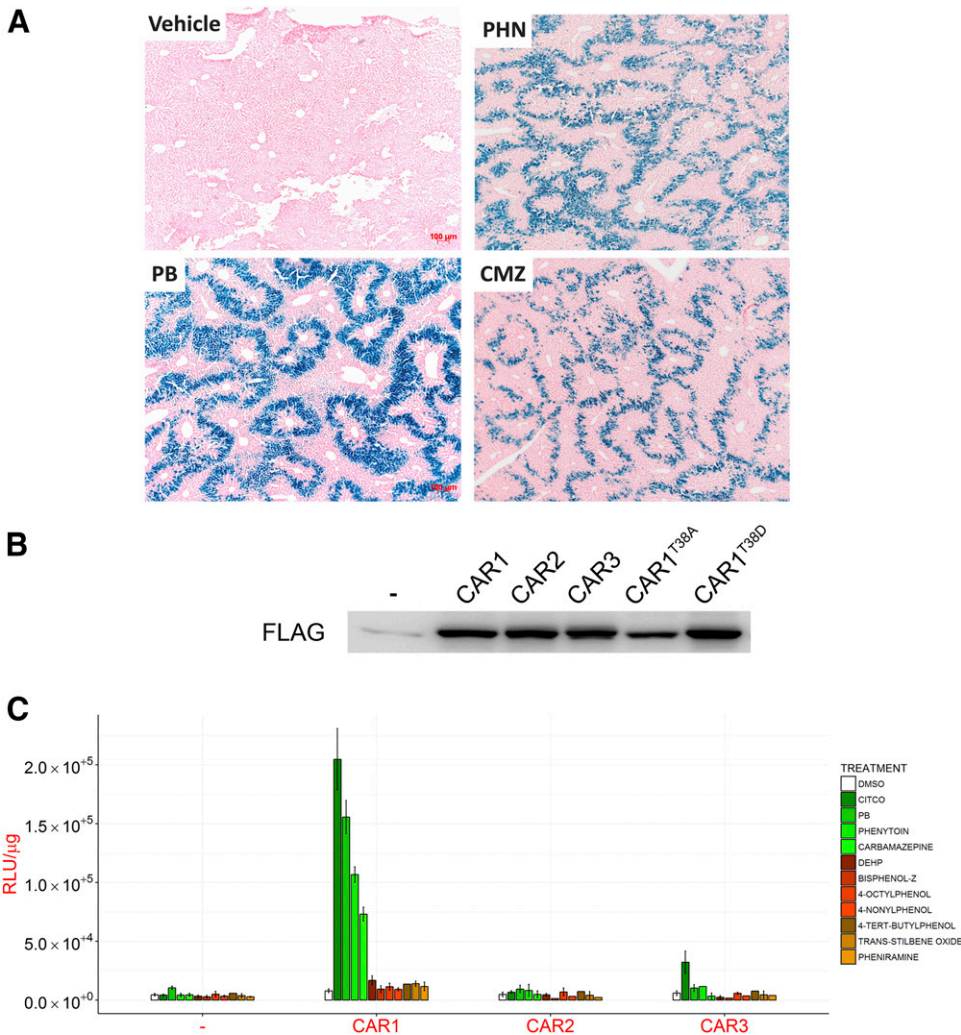 A
Vehicle
PHN
100 µm
PB
CMZ
100 µm
B
- CAR1 CAR2 CAR3 CAR1T38A CAR1T38D
FLAG
C
RLU/µg
2.0 × 10+5
1.5 × 10+5
1.0 × 10+5
5.0 × 10+4
0.0 × 10+0
- CAR1 CAR2 CAR3
TREATMENT
DMSO
CITCO
PB
PHENYTOIN
CARBAMAZEPINE
DEHP
BISPHENOL-Z
4-OCTYLPHENOL
4-NONYLPHENOL
4-TERT-BUTYLPHENOL
TRANS-STILBENE OXIDE
PHENIRAMINE